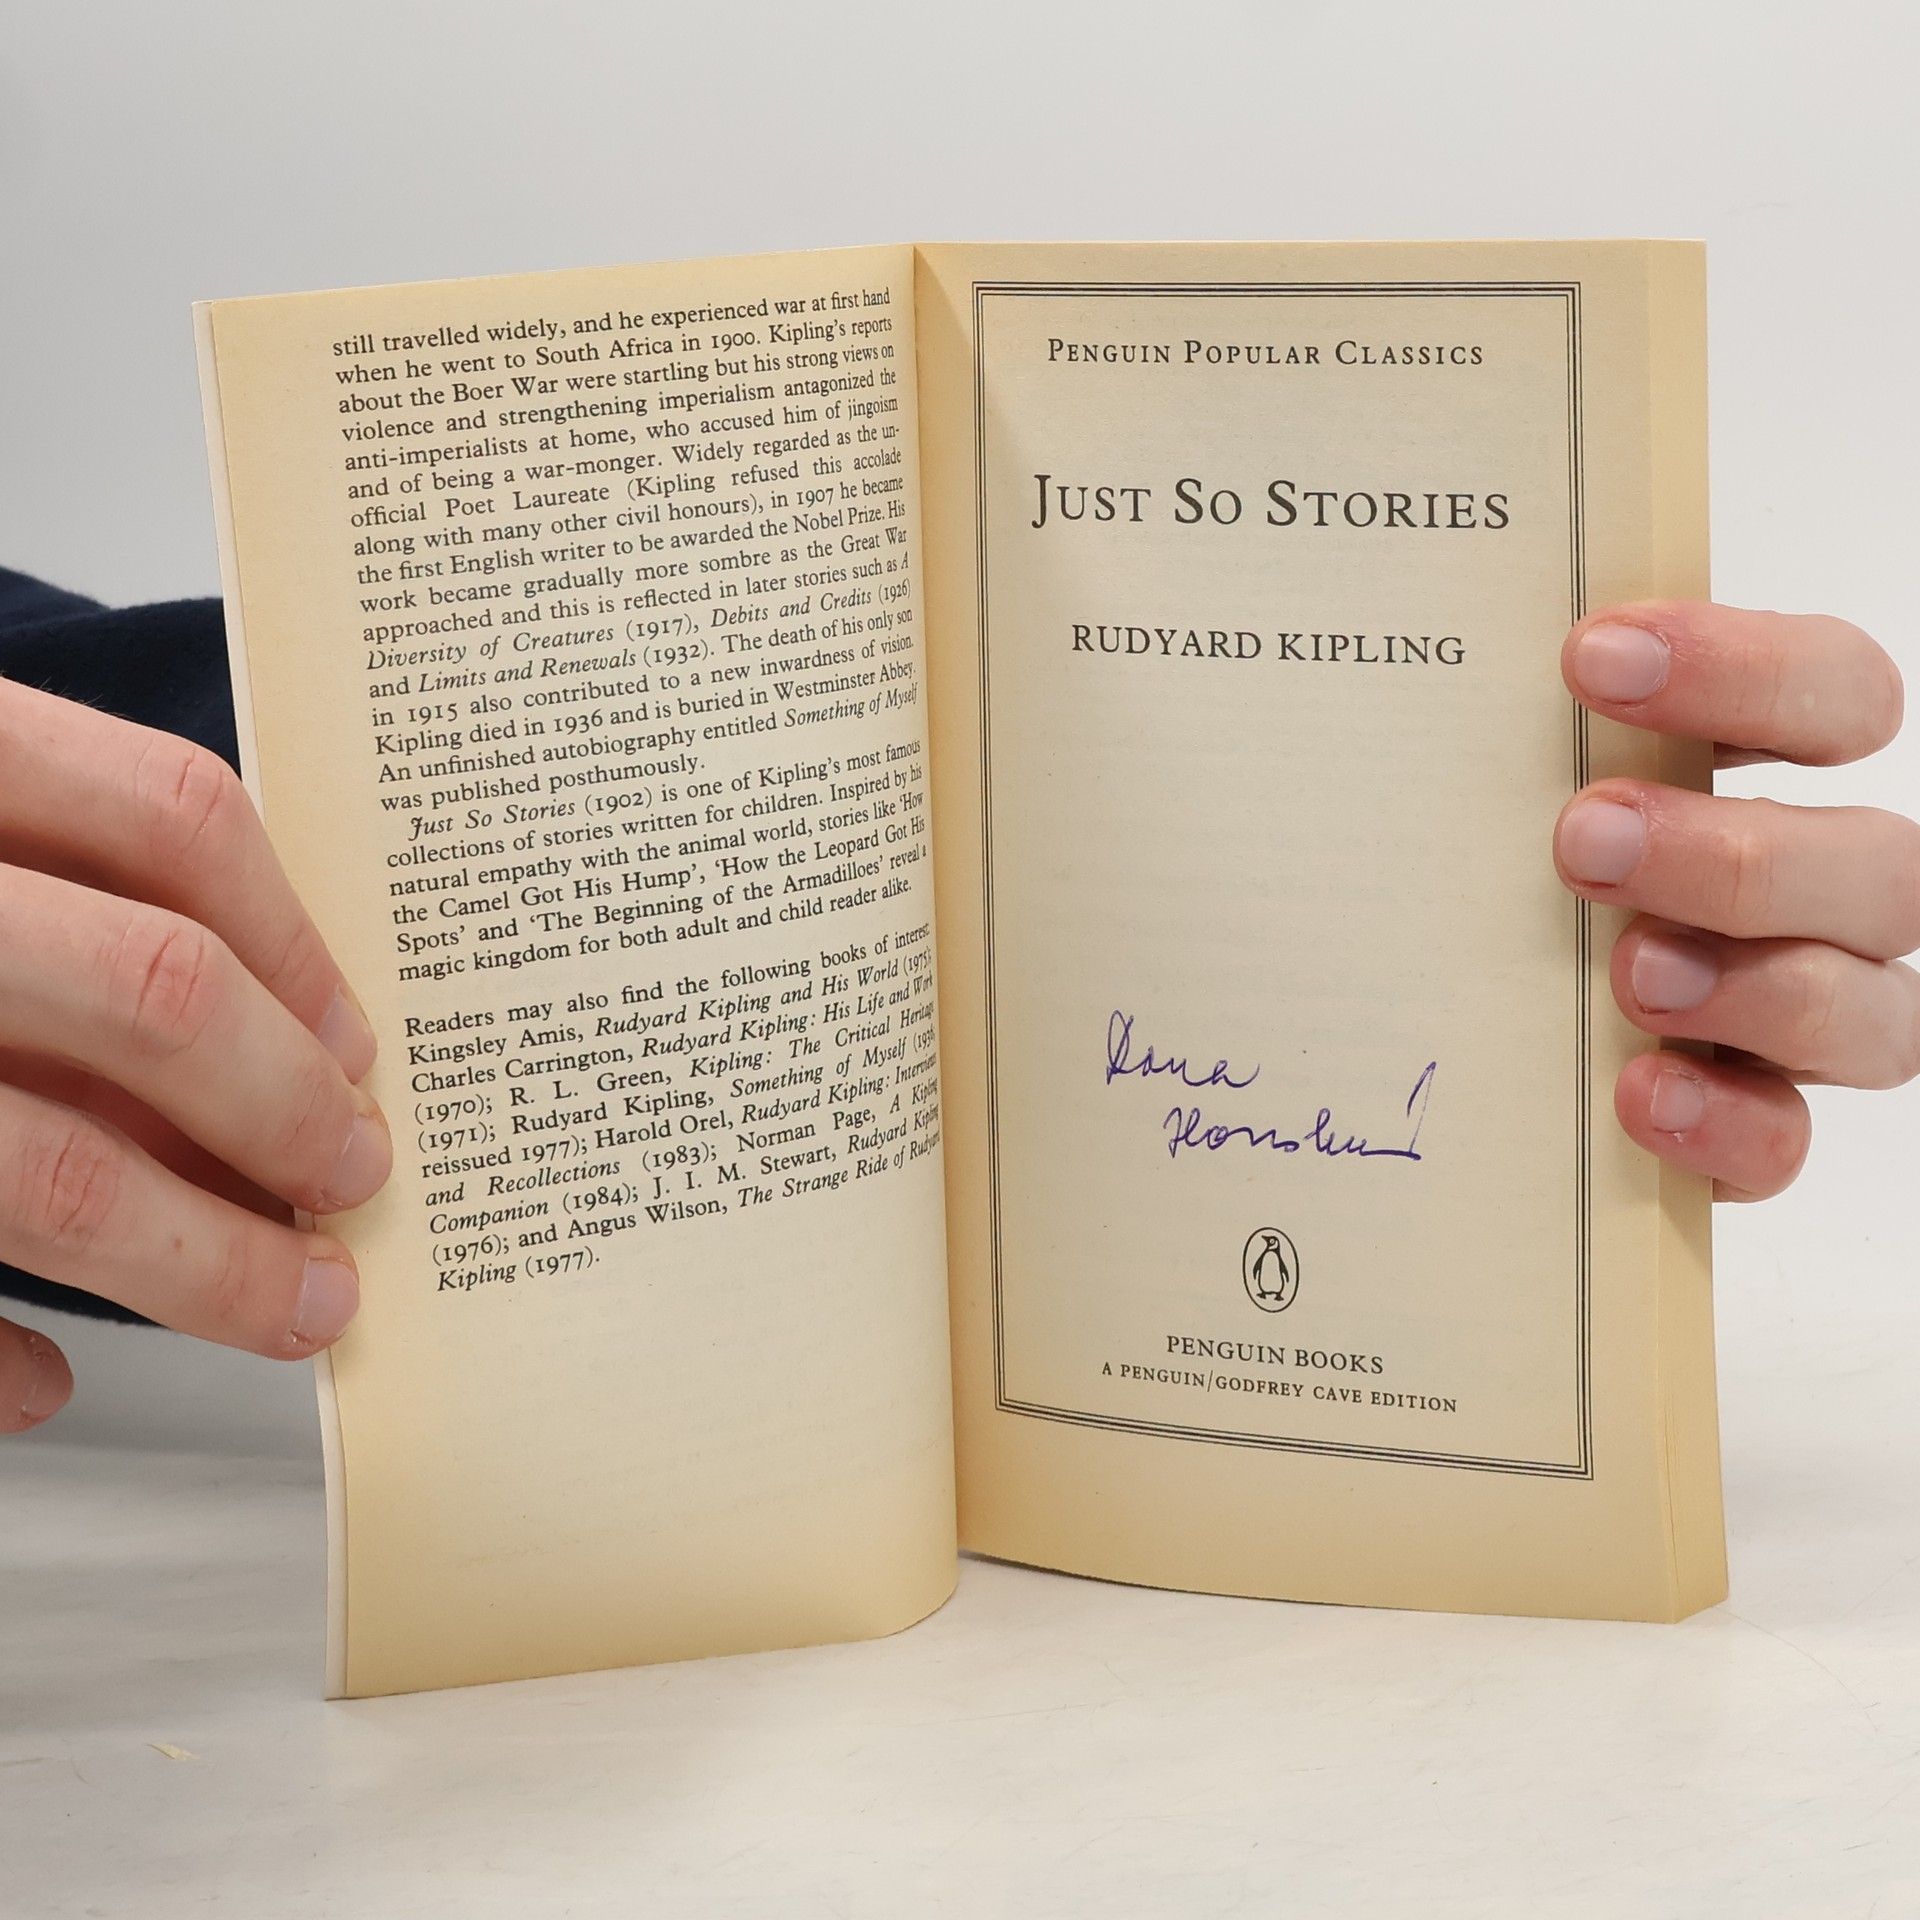 still travelled widely, and he experienced war at first hand
when he went to South Africa in 1900. Kipling's reports
about the Boer War were startling but his strong views on
violence and strengthening imperialism antagonized the
anti-imperialists at home, who accused him of jingoism
and of being a war-monger. Widely regarded as the un-
official Poet Laureate (Kipling refused this accolade
along with many other civil honours), in 1907 he became
the first English writer to be awarded the Nobel Prize. His
work became gradually more sombre as the Great War
approached and this is reflected in later stories such as A
Diversity of Creatures (1917), Debits and Credits (1926)
and Limits and Renewals (1932). The death of his only son
in 1915 also contributed to a new inwardness of vision.
Kipling died in 1936 and is buried in Westminster Abbey.
An unfinished autobiography entitled Something of Myself
was published posthumously.
Just So Stories (1902) is one of Kipling's most famous
collections of stories written for children. Inspired by his
natural empathy with the animal world, stories like 'How
the Camel Got His Hump', 'How the Leopard Got His
Spots' and 'The Beginning of the Armadilloes' reveal a
magic kingdom for both adult and child reader alike.
Readers may also find the following books of interest:
Kingsley Amis, Rudyard Kipling and His World (1975);
Charles Carrington, Rudyard Kipling: His Life and Work
(1970); R. L. Green, Kipling: The Critical Heritage
(1971); Rudyard Kipling, Something of Myself (1936,
reissued 1977); Harold Orel, Rudyard Kipling: Interviews
and Recollections (1983); Norman Page, A Kipling
Companion (1984); J. I. M. Stewart, Rudyard Kipling
(1976); and Angus Wilson, The Strange Ride of Rudyard
Kipling (1977).
PENGUIN POPULAR CLASSICS
JUST SO STORIES
RUDYARD KIPLING
PENGUIN BOOKS
A PENGUIN/GODFREY CAVE EDITION